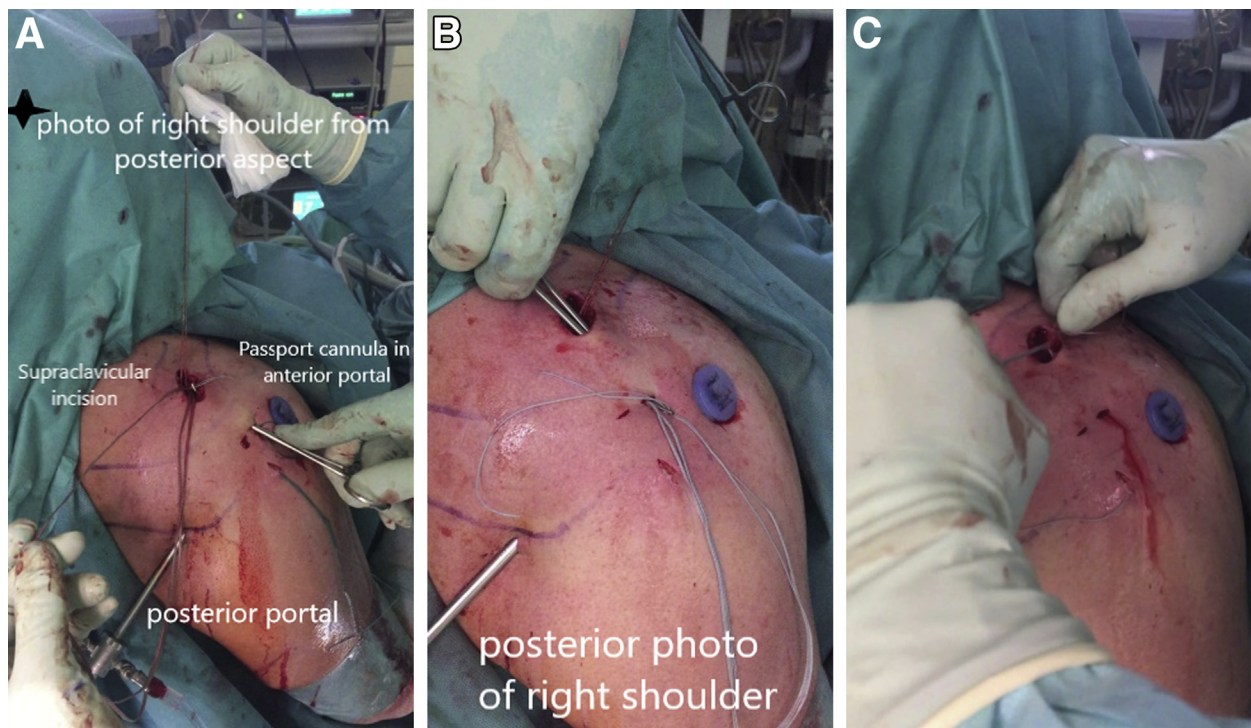 A
photo of right shoulder from
posterior aspect
Supraclavicular
incision
Passport cannula in
anterior portal
posterior portal
B
posterior photo
of right shoulder
C